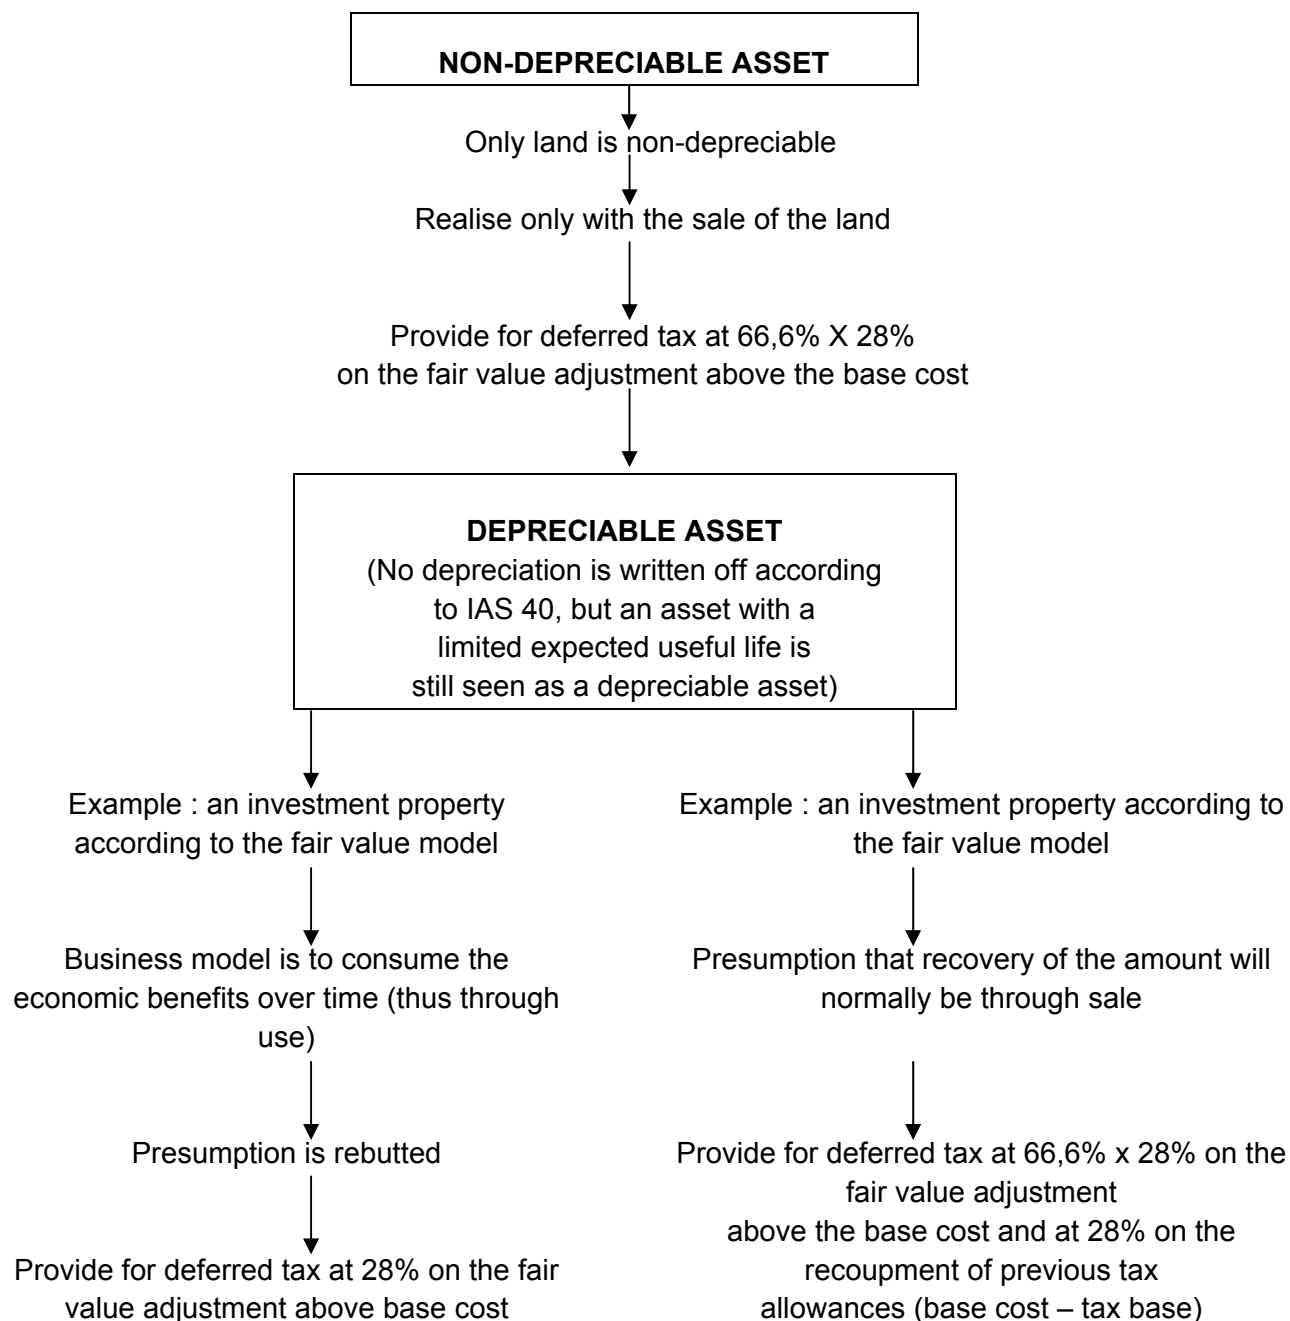 NON-DEPRECIABLE ASSET
Only land is non-depreciable
Realise only with the sale of the land
Provide for deferred tax at 66,6% X 28%
on the fair value adjustment above the base cost
DEPRECIABLE ASSET
(No depreciation is written off according
to IAS 40, but an asset with a
limited expected useful life is
still seen as a depreciable asset)
Example : an investment property
according to the fair value model
Business model is to consume the
economic benefits over time (thus through
use)
Presumption is rebutted
Provide for deferred tax at 28% on the fair
value adjustment above base cost
Example : an investment property according to
the fair value model
Presumption that recovery of the amount will
normally be through sale
Provide for deferred tax at 66,6% x 28% on the
fair value adjustment
above the base cost and at 28% on the
recoupment of previous tax
allowances (base cost – tax base)